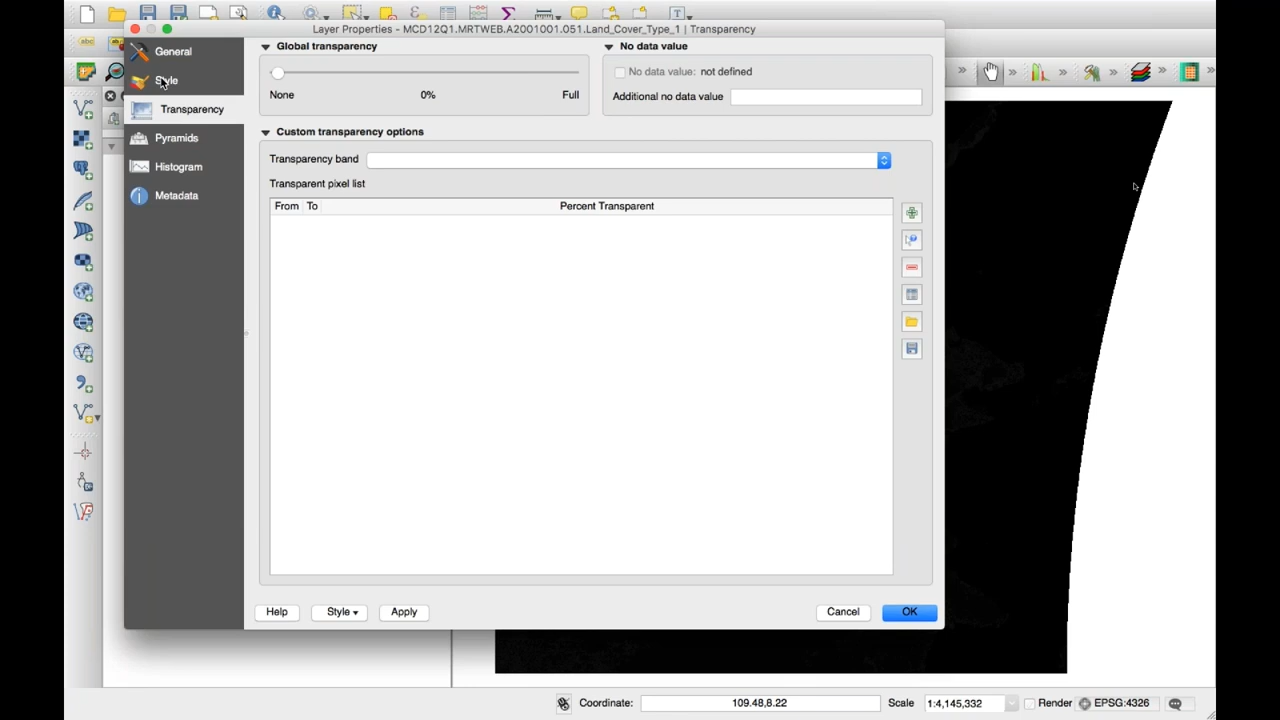 Layer Properties - MCD12Q1.MRTWEB.A2001001.051.Land_Cover_Type_1 | Transparency
General
Style
Transparency
Pyramids
Histogram
Metadata
Global transparency
None 0% Full
No data value
No data value: not defined
Additional no data value
Custom transparency options
Transparency band
Transparent pixel list
From To Percent Transparent
Help Style Apply Cancel OK
Coordinate: 109.48,8.22 Scale 1:4,145,332 Render EPSG:4326